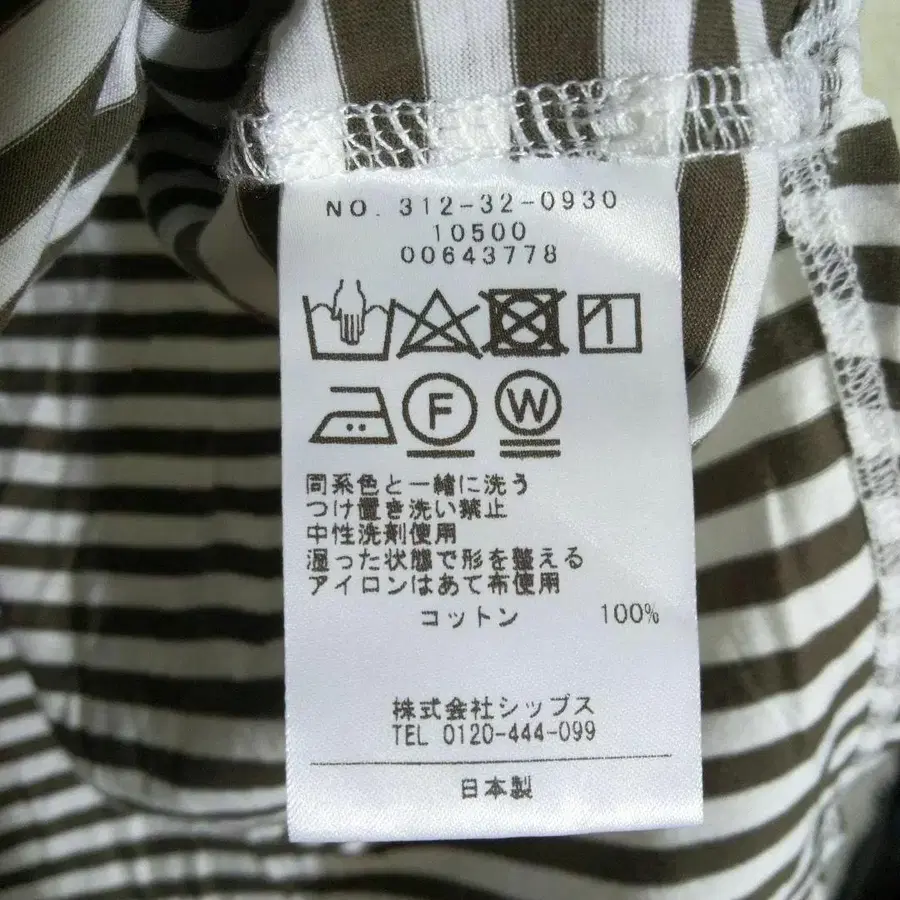 NO. 312-32-0930
10500
00643778
F W
同系色と一緒に洗う
つけ置き洗い禁止
中性洗剤使用
湿った状態で形を整える
アイロンはあて布使用
コットン 100%
株式会社シップス
TEL 0120-444-099
日本製